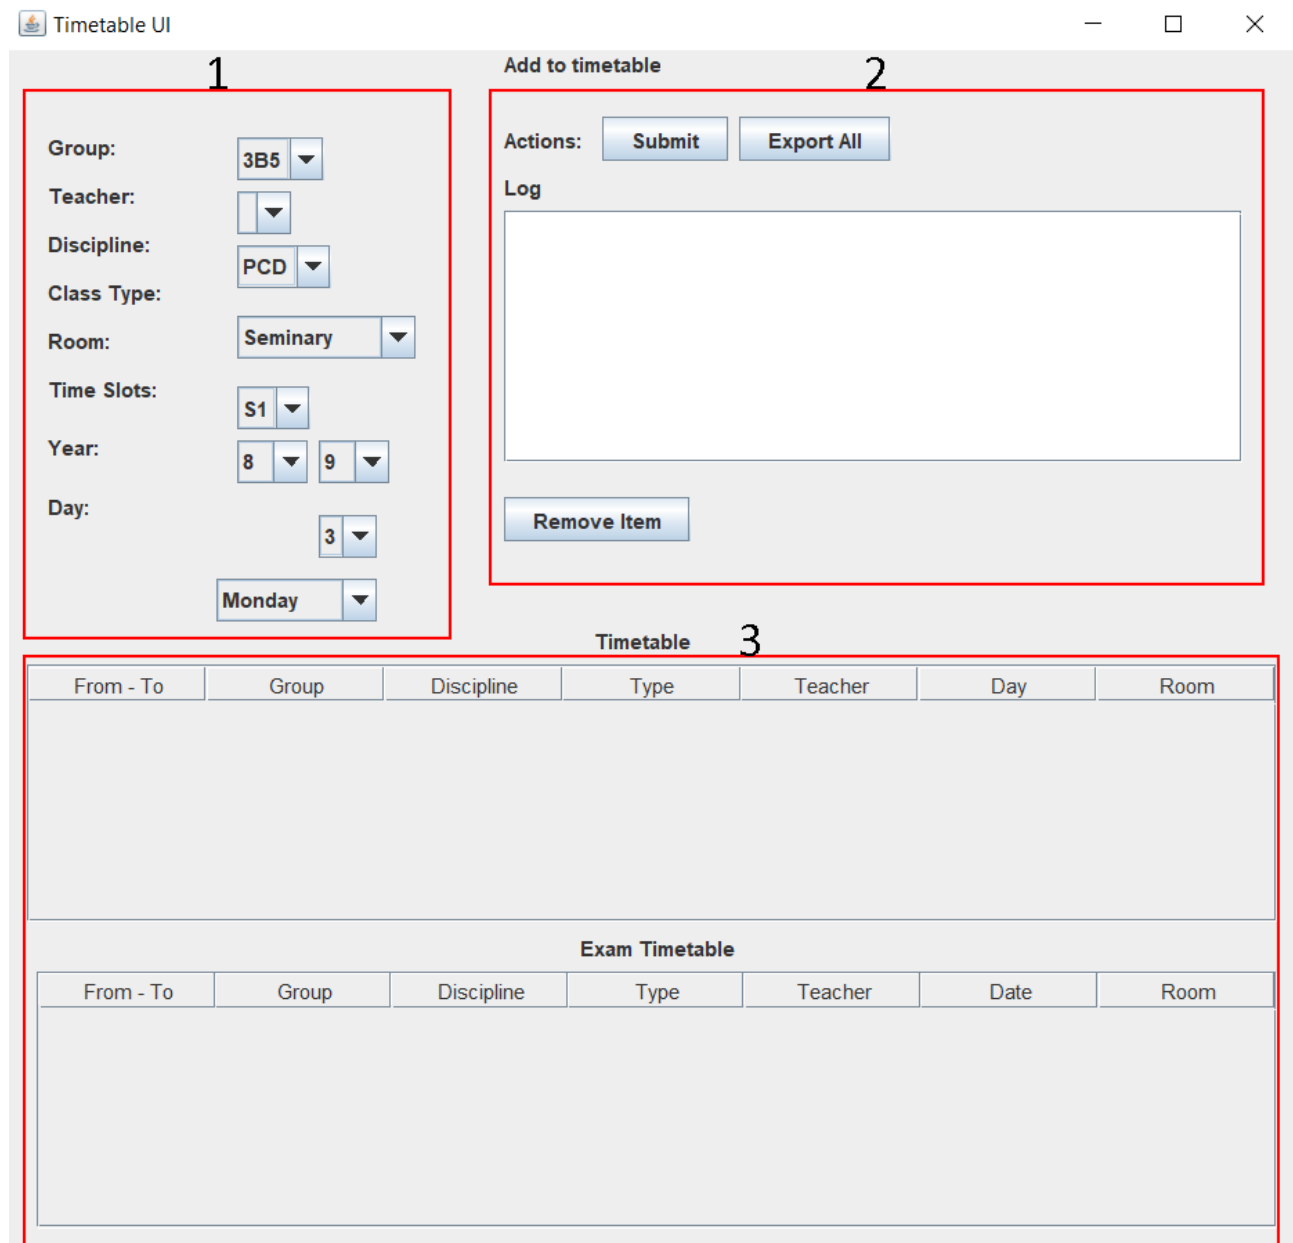 Timetable UI
1
Add to timetable
2
Group: 3B5
Teacher:
Discipline: PCD
Class Type: Seminary
Room: S1
Time Slots: 8 9
Year: 3
Day: Monday
Actions: Submit Export All
Log
Remove Item
Timetable 3
From - To Group Discipline Type Teacher Day Room
Exam Timetable
From - To Group Discipline Type Teacher Date Room